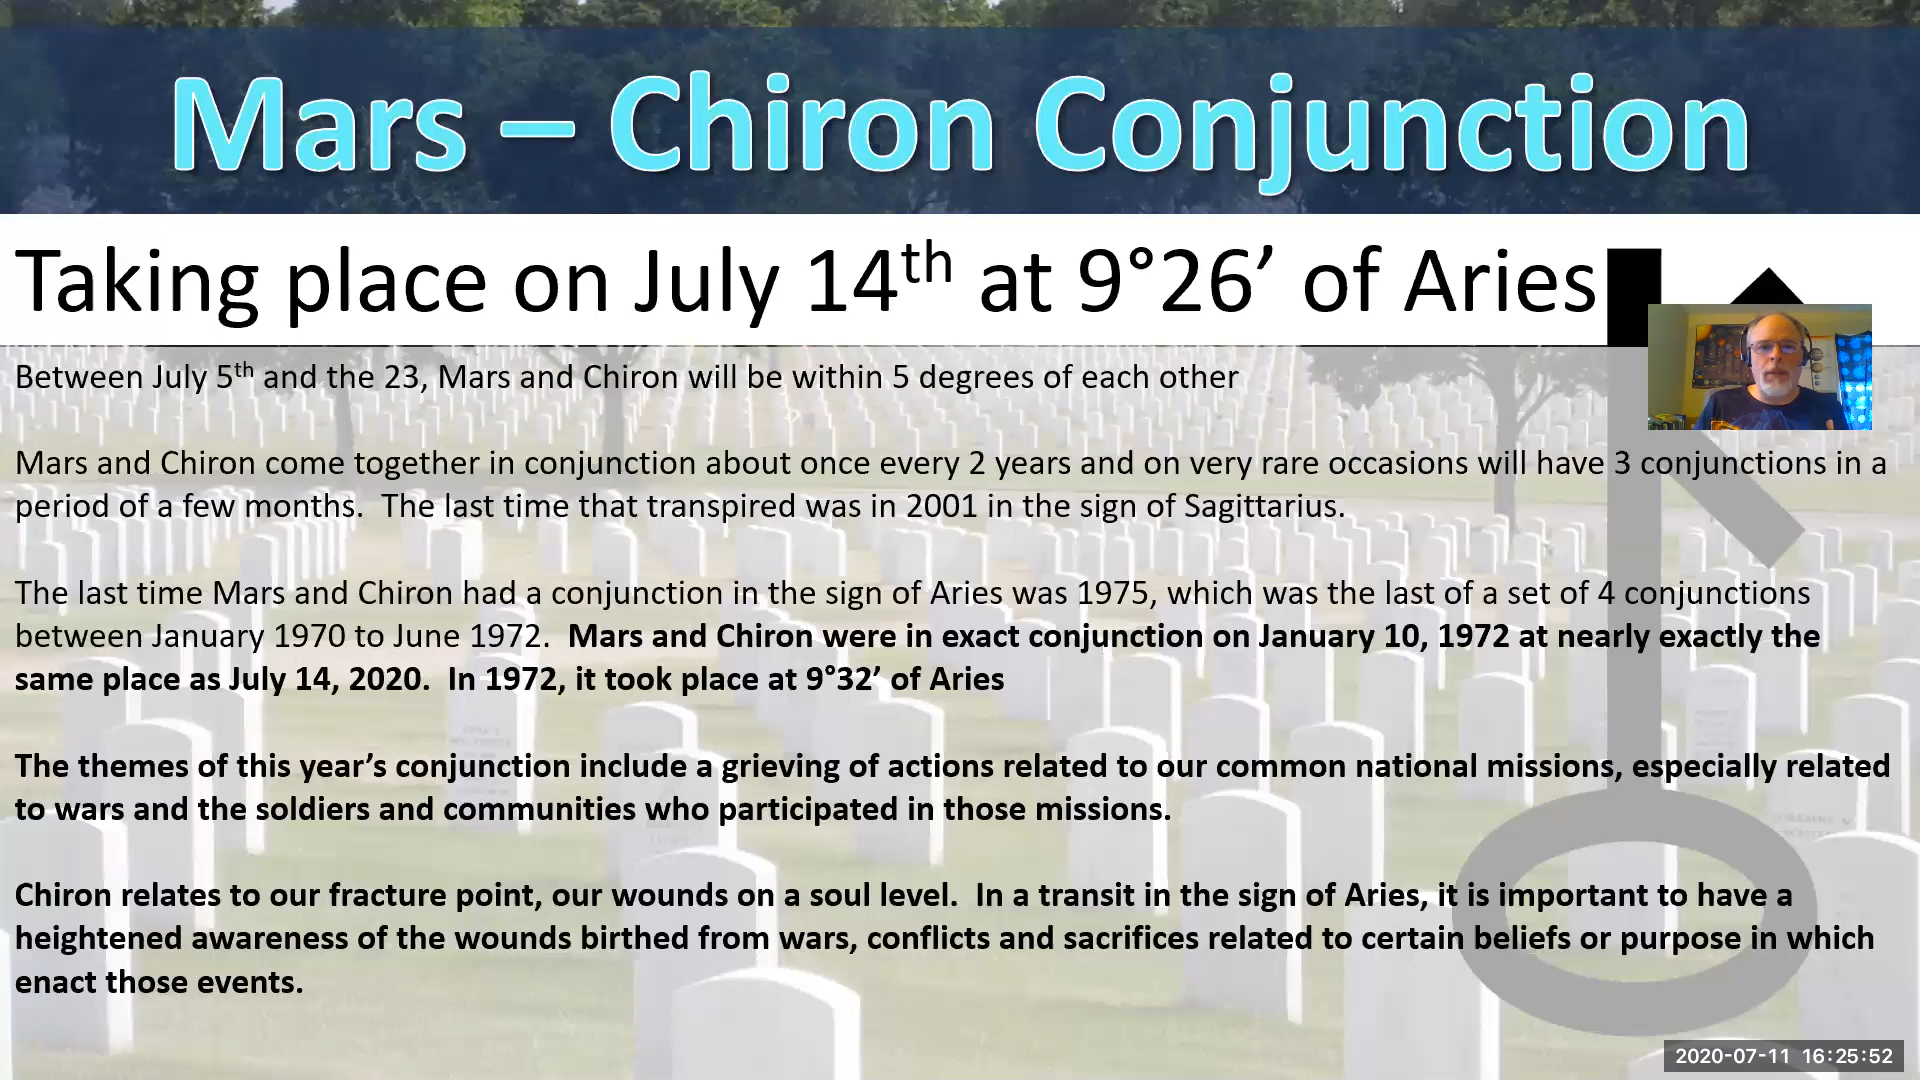 Mars – Chiron Conjunction
Taking place on July 14th at 9°26’ of Aries
Between July 5th and the 23, Mars and Chiron will be within 5 degrees of each other
Mars and Chiron come together in conjunction about once every 2 years and on very rare occasions will have 3 conjunctions in a
period of a few months.  The last time that transpired was in 2001 in the sign of Sagittarius.
The last time Mars and Chiron had a conjunction in the sign of Aries was 1975, which was the last of a set of 4 conjunctions
between January 1970 to June 1972.  Mars and Chiron were in exact conjunction on January 10, 1972 at nearly exactly the
same place as July 14, 2020.  In 1972, it took place at 9°32’ of Aries
The themes of this year’s conjunction include a grieving of actions related to our common national missions, especially related
to wars and the soldiers and communities who participated in those missions.
Chiron relates to our fracture point, our wounds on a soul level.  In a transit in the sign of Aries, it is important to have a
heightened awareness of the wounds birthed from wars, conflicts and sacrifices related to certain beliefs or purpose in which
enact those events.
2020-07-11 16:25:52